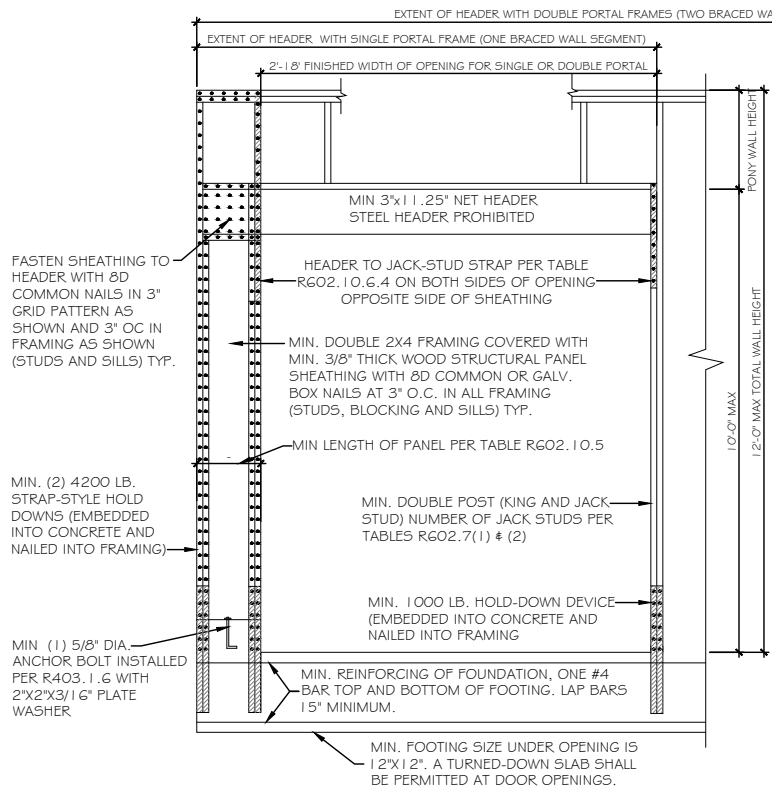 EXTENT OF HEADER WITH DOUBLE PORTAL FRAMES (TWO BRACED WA
EXTENT OF HEADER WITH SINGLE PORTAL FRAME (ONE BRACED WALL SEGMENT)
2'-18' FINISHED WIDTH OF OPENING FOR SINGLE OR DOUBLE PORTAL
PONY WALL HEIGHT
MIN 3"x11.25" NET HEADER
STEEL HEADER PROHIBITED
FASTEN SHEATHING TO
HEADER WITH 8D
COMMON NAILS IN 3"
GRID PATTERN AS
SHOWN AND 3" OC IN
FRAMING AS SHOWN
(STUDS AND SILLS) TYP.
HEADER TO JACK-STUD STRAP PER TABLE
R602.10.6.4 ON BOTH SIDES OF OPENING
OPPOSITE SIDE OF SHEATHING
MIN. DOUBLE 2X4 FRAMING COVERED WITH
MIN. 3/8" THICK WOOD STRUCTURAL PANEL
SHEATHING WITH 8D COMMON OR GALV.
BOX NAILS AT 3" O.C. IN ALL FRAMING
(STUDS, BLOCKING AND SILLS) TYP.
10'-0" MAX
12'-0" MAX TOTAL WALL HEIGHT
MIN LENGTH OF PANEL PER TABLE R602.10.5
MIN. (2) 4200 LB.
STRAP-STYLE HOLD
DOWNS (EMBEDDED
INTO CONCRETE AND
NAILED INTO FRAMING)
MIN. DOUBLE POST (KING AND JACK
STUD) NUMBER OF JACK STUDS PER
TABLES R602.7(1) & (2)
MIN. 1000 LB. HOLD-DOWN DEVICE
(EMBEDDED INTO CONCRETE AND
NAILED INTO FRAMING
MIN (1) 5/8" DIA.
ANCHOR BOLT INSTALLED
PER R403.1.6 WITH
2"X2"X3/16" PLATE
WASHER
MIN. REINFORCING OF FOUNDATION, ONE #4
BAR TOP AND BOTTOM OF FOOTING. LAP BARS
15" MINIMUM.
MIN. FOOTING SIZE UNDER OPENING IS
12"X12". A TURNED-DOWN SLAB SHALL
BE PERMITTED AT DOOR OPENINGS.